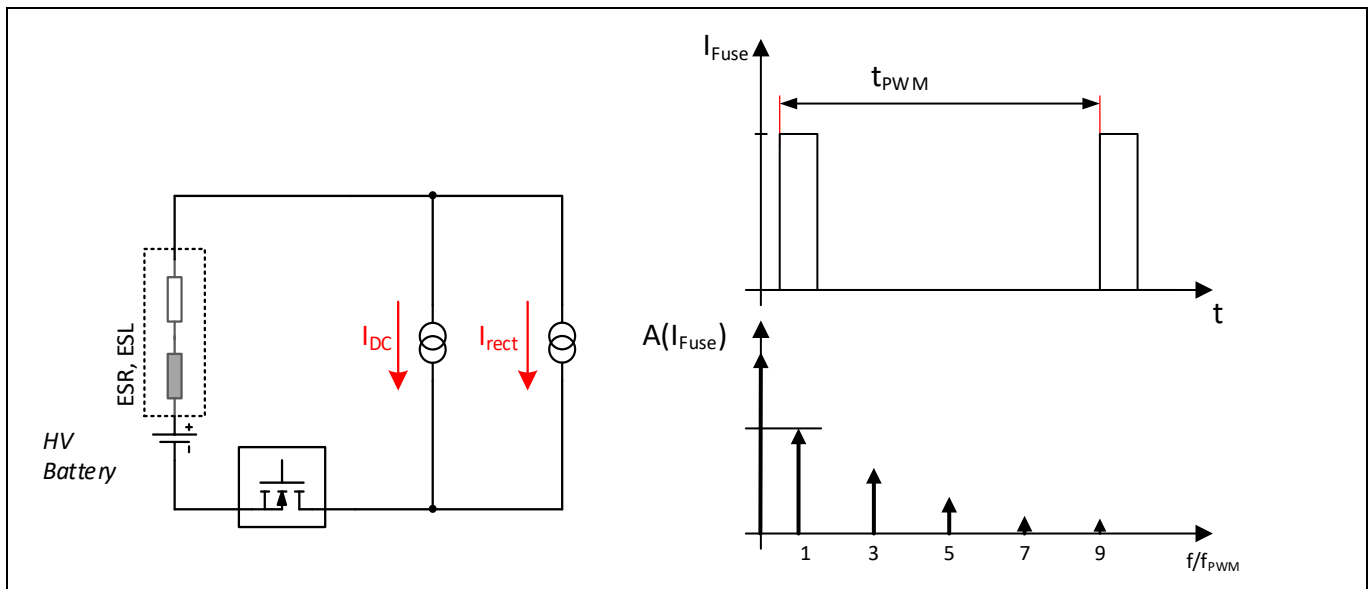 I_Fuse
t_PWM
t
ESR, ESL
I_DC
I_rect
HV
Battery
+
-
A(I_Fuse)
1
3
5
7
9
f/f_PWM